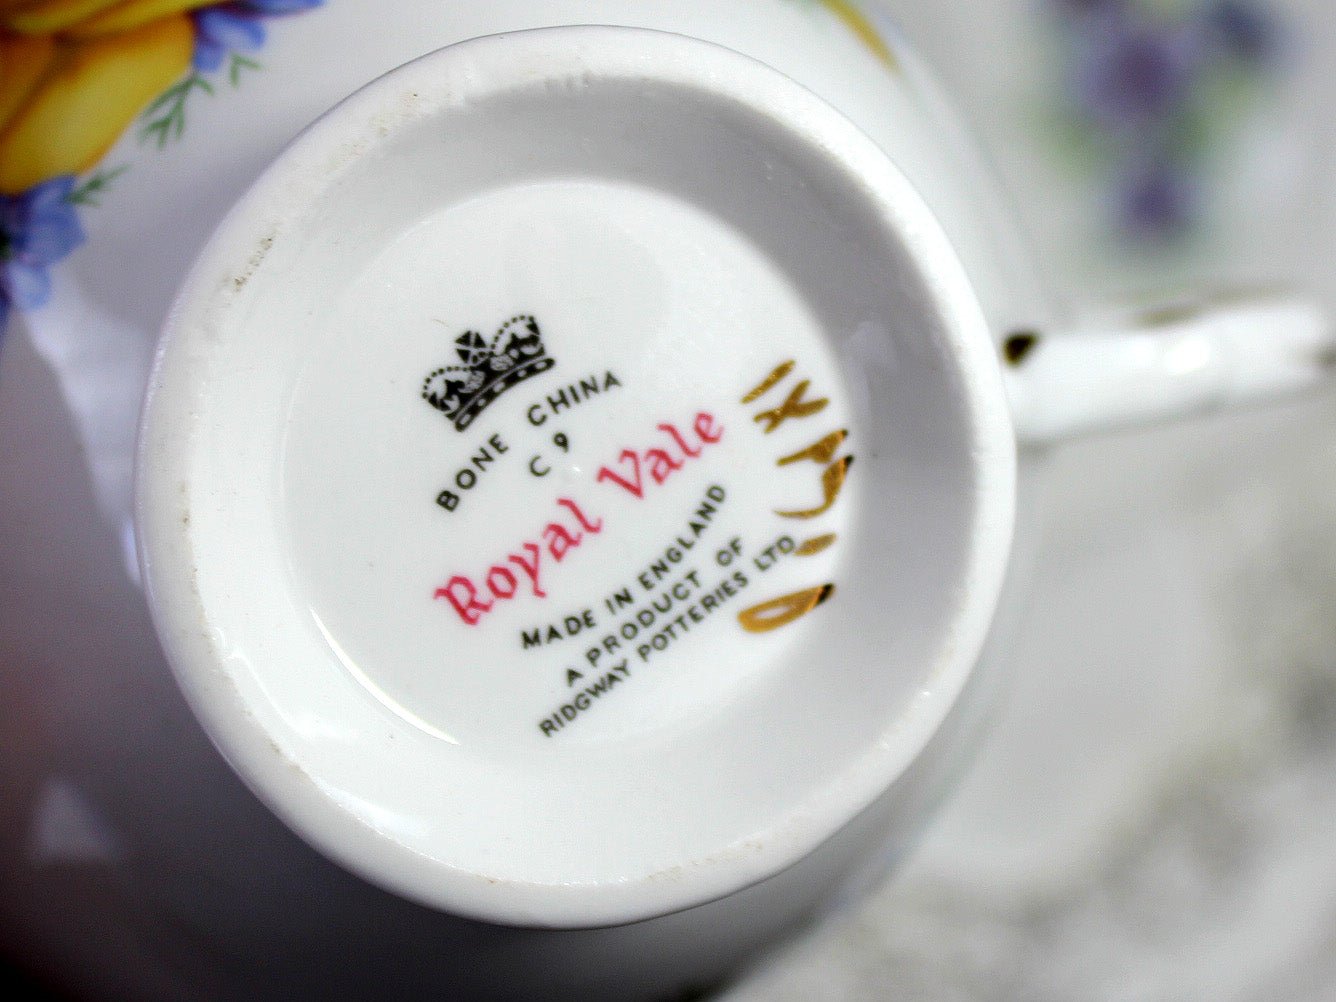 BONE CHINA
C 9
Royal Vale
MADE IN ENGLAND
A PRODUCT OF
RIDGWAY POTTERIES LTD